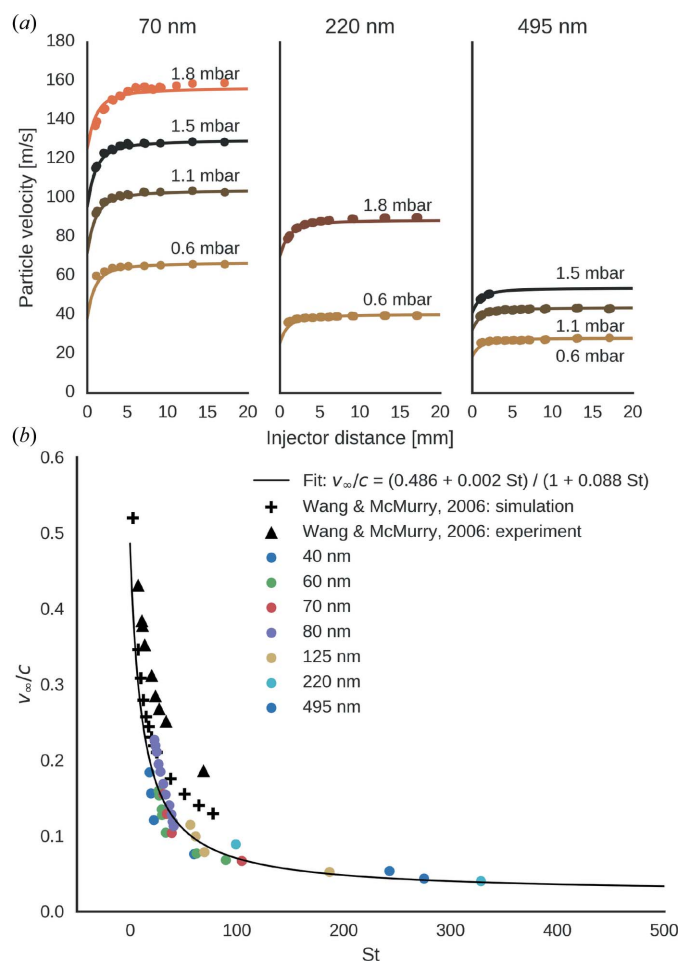 (a)
70 nm 220 nm 495 nm
180
160
140
120
100
80
60
40
20
0
Particle velocity [m/s]
1.8 mbar
1.5 mbar
1.1 mbar
0.6 mbar
1.8 mbar
0.6 mbar
1.5 mbar
1.1 mbar
0.6 mbar
0 5 10 15 20 0 5 10 15 20 0 5 10 15 20
Injector distance [mm]
(b)
0.6
0.5
0.4
0.3
0.2
0.1
0.0
v∞/c
Fit: v∞/c = (0.486 + 0.002 St) / (1 + 0.088 St)
Wang & McMurry, 2006: simulation
Wang & McMurry, 2006: experiment
40 nm
60 nm
70 nm
80 nm
125 nm
220 nm
495 nm
0 100 200 300 400 500
St